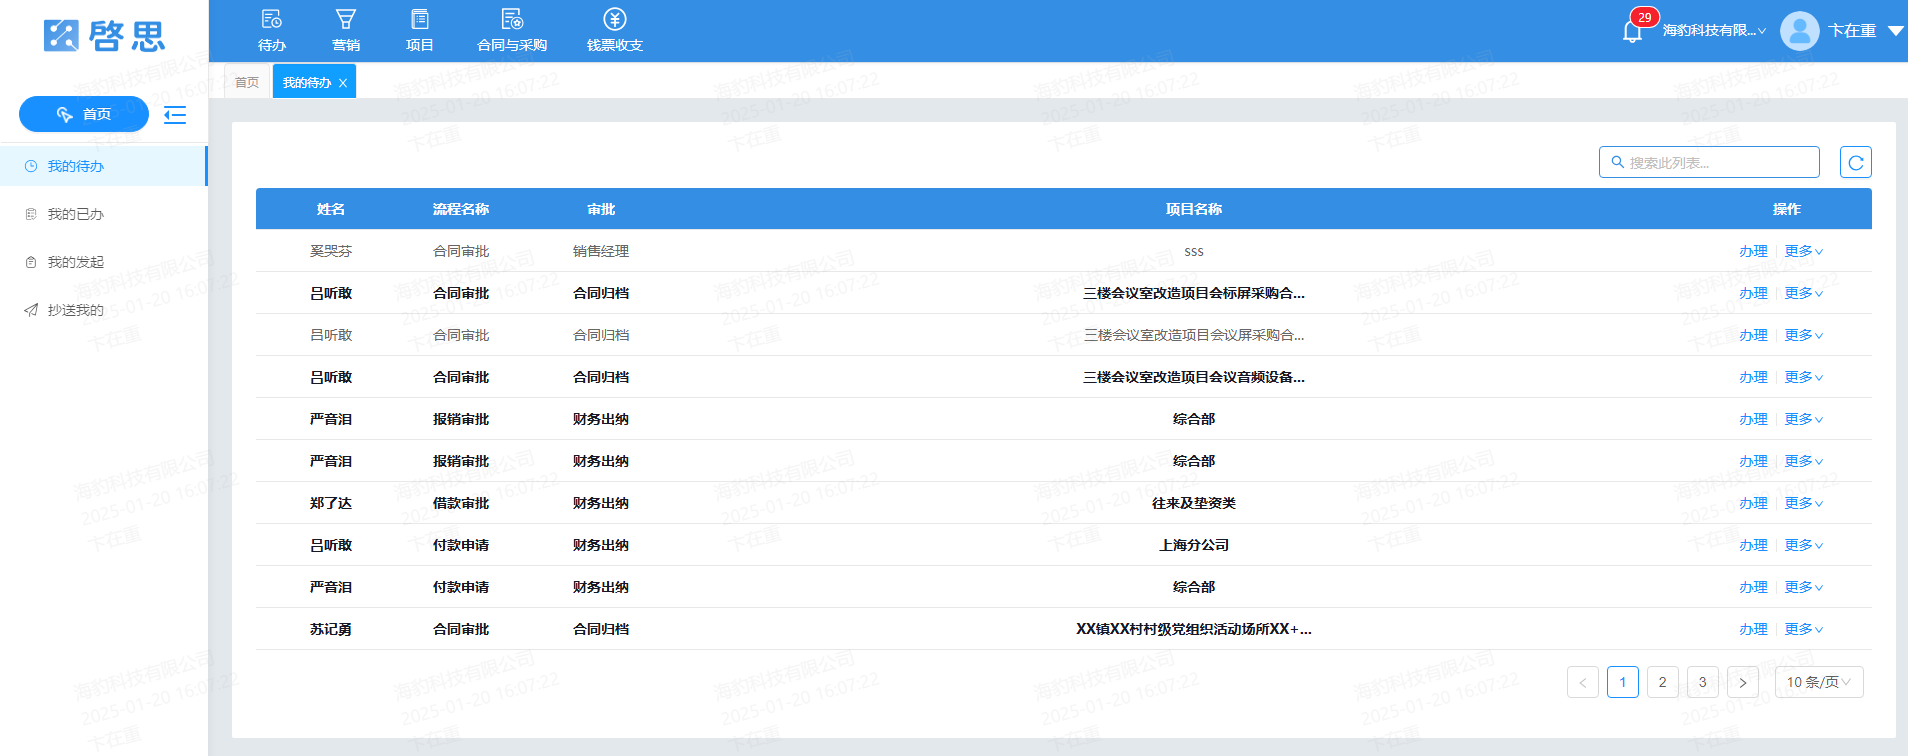 启思
待办
营销
项目
合同与采购
钱票收支
29
海豹科技有限...
卞在重
首页
我的待办
首页
我的待办
我的已办
我的发起
抄送我的
搜索此列表...
姓名 流程名称 审批 项目名称 操作
奚哭芬 合同审批 销售经理 sss 办理 更多
吕听敢 合同审批 合同归档 三楼会议室改造项目会标屏采购合... 办理 更多
吕听敢 合同审批 合同归档 三楼会议室改造项目会议屏采购合... 办理 更多
吕听敢 合同审批 合同归档 三楼会议室改造项目会议音频设备... 办理 更多
严音泪 报销审批 财务出纳 综合部 办理 更多
严音泪 报销审批 财务出纳 综合部 办理 更多
郑了达 借款审批 财务出纳 往来及垫资类 办理 更多
吕听敢 付款申请 财务出纳 上海分公司 办理 更多
严音泪 付款申请 财务出纳 综合部 办理 更多
苏记勇 合同审批 合同归档 XX镇XX村村级党组织活动场所XX+... 办理 更多
1 2 3 10 条/页
海豹科技有限公司
2025-01-20 16:07:22
卞在重